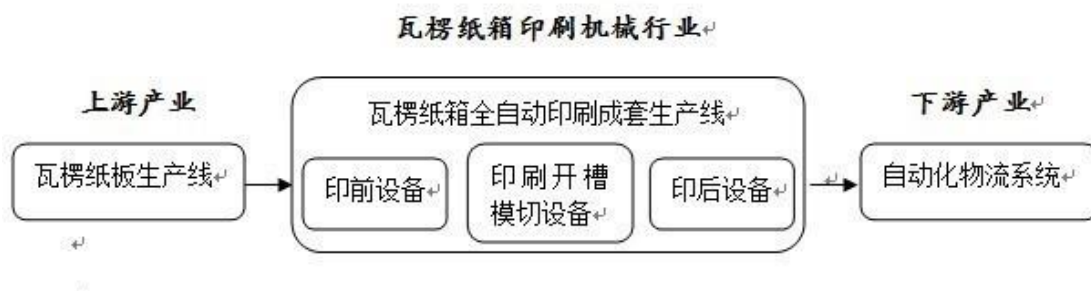 瓦楞纸箱印刷机械行业
上游产业
瓦楞纸箱全自动印刷成套生产线
下游产业
瓦楞纸板生产线
印前设备
印刷开槽
模切设备
印后设备
自动化物流系统